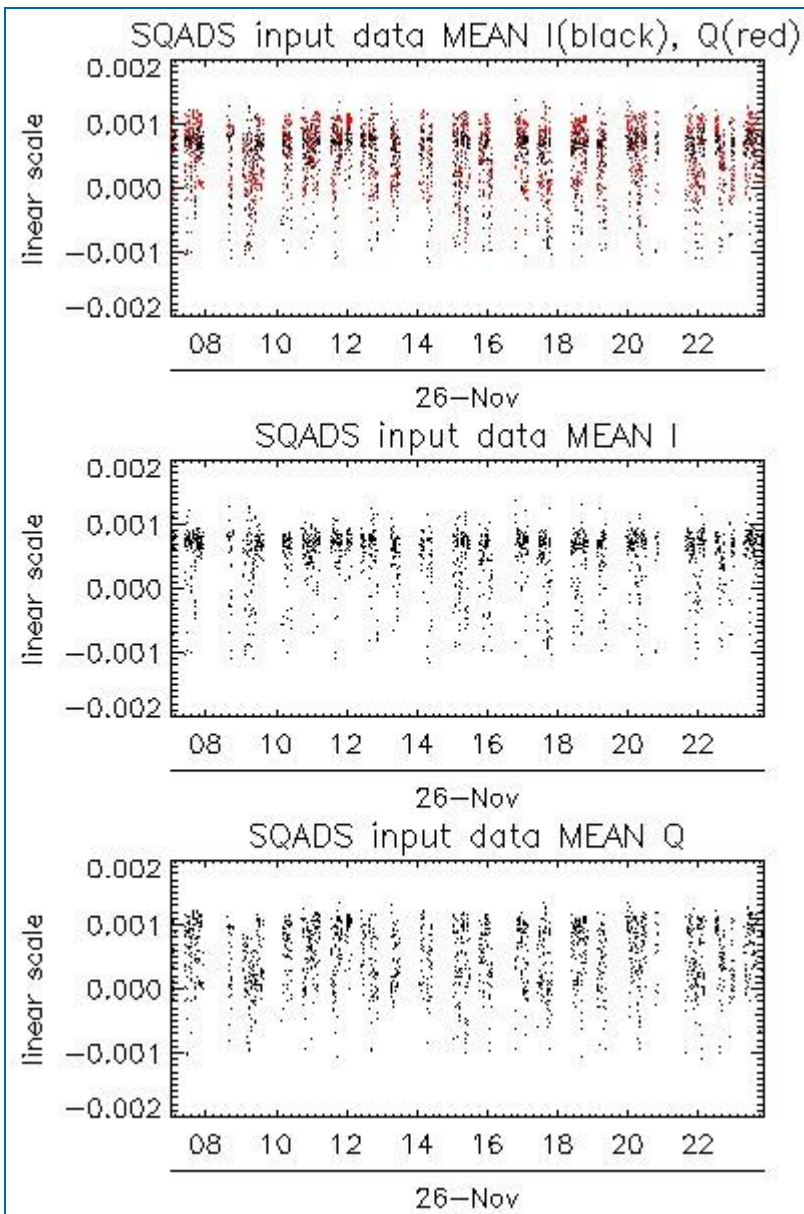 SQADS input data MEAN I(black), Q(red)
0.002
0.001
0.000
−0.001
−0.002
linear scale
08 10 12 14 16 18 20 22
26−Nov
SQADS input data MEAN I
0.002
0.001
0.000
−0.001
−0.002
linear scale
08 10 12 14 16 18 20 22
26−Nov
SQADS input data MEAN Q
0.002
0.001
0.000
−0.001
−0.002
linear scale
08 10 12 14 16 18 20 22
26−Nov